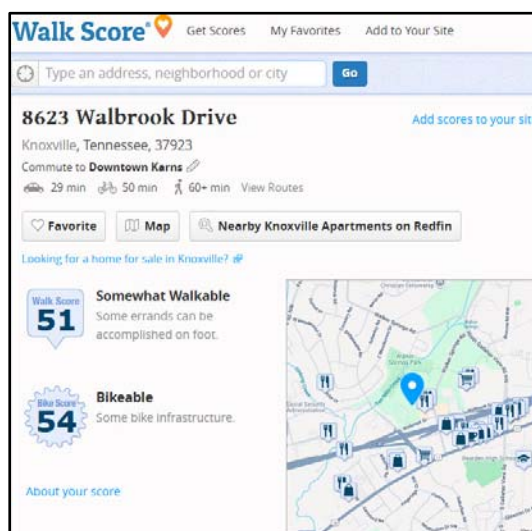 Walk Score®
Get Scores
My Favorites
Add to Your Site
Type an address, neighborhood or city
Go
8623 Walbrook Drive
Add scores to your sit
Knoxville, Tennessee, 37923
Commute to Downtown Karns
29 min 50 min 60+ min View Routes
Favorite
Map
Nearby Knoxville Apartments on Redfin
Looking for a home for sale in Knoxville?
Walk Score
51
Somewhat Walkable
Some errands can be
accomplished on foot.
Bike Score
54
Bikeable
Some bike infrastructure.
About your score